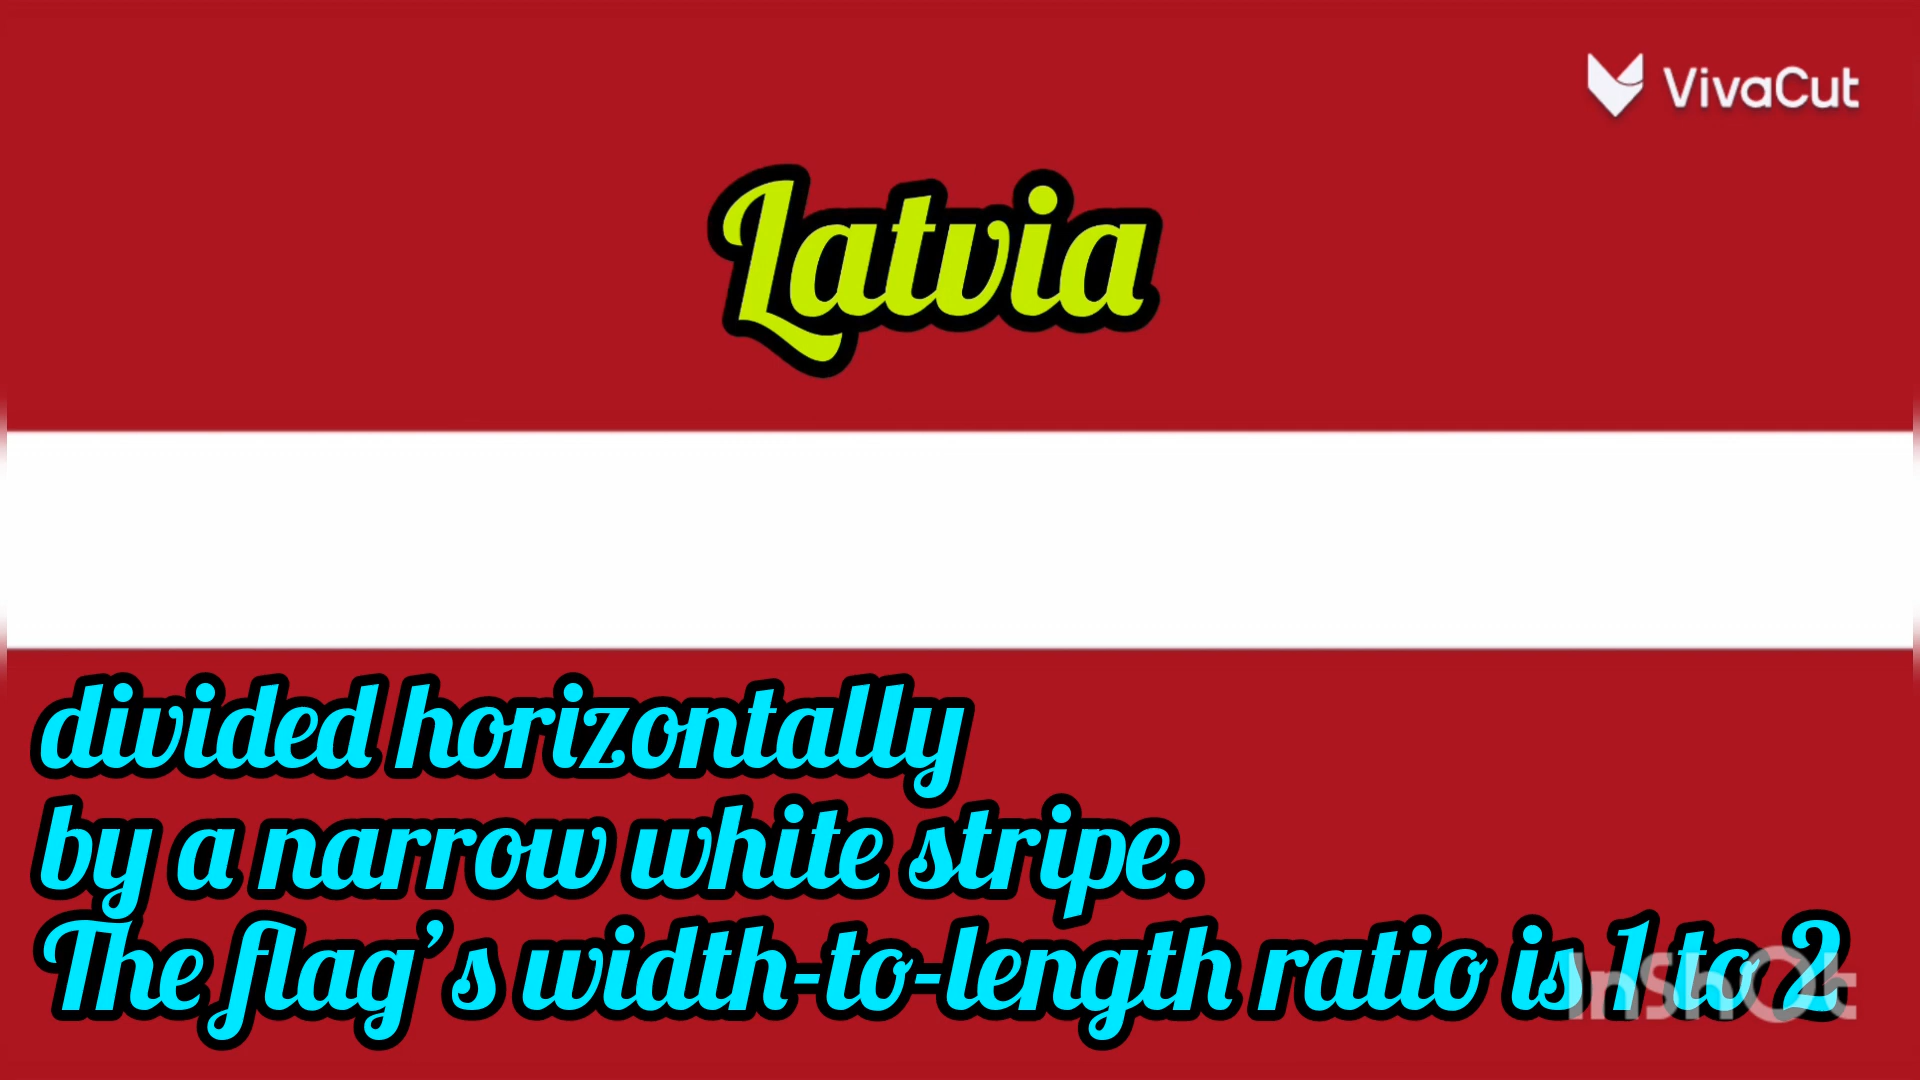 VivaCut
Latvia
divided horizontally
by a narrow white stripe.
The flag’s width-to-length ratio is 1 to 2
InShOt